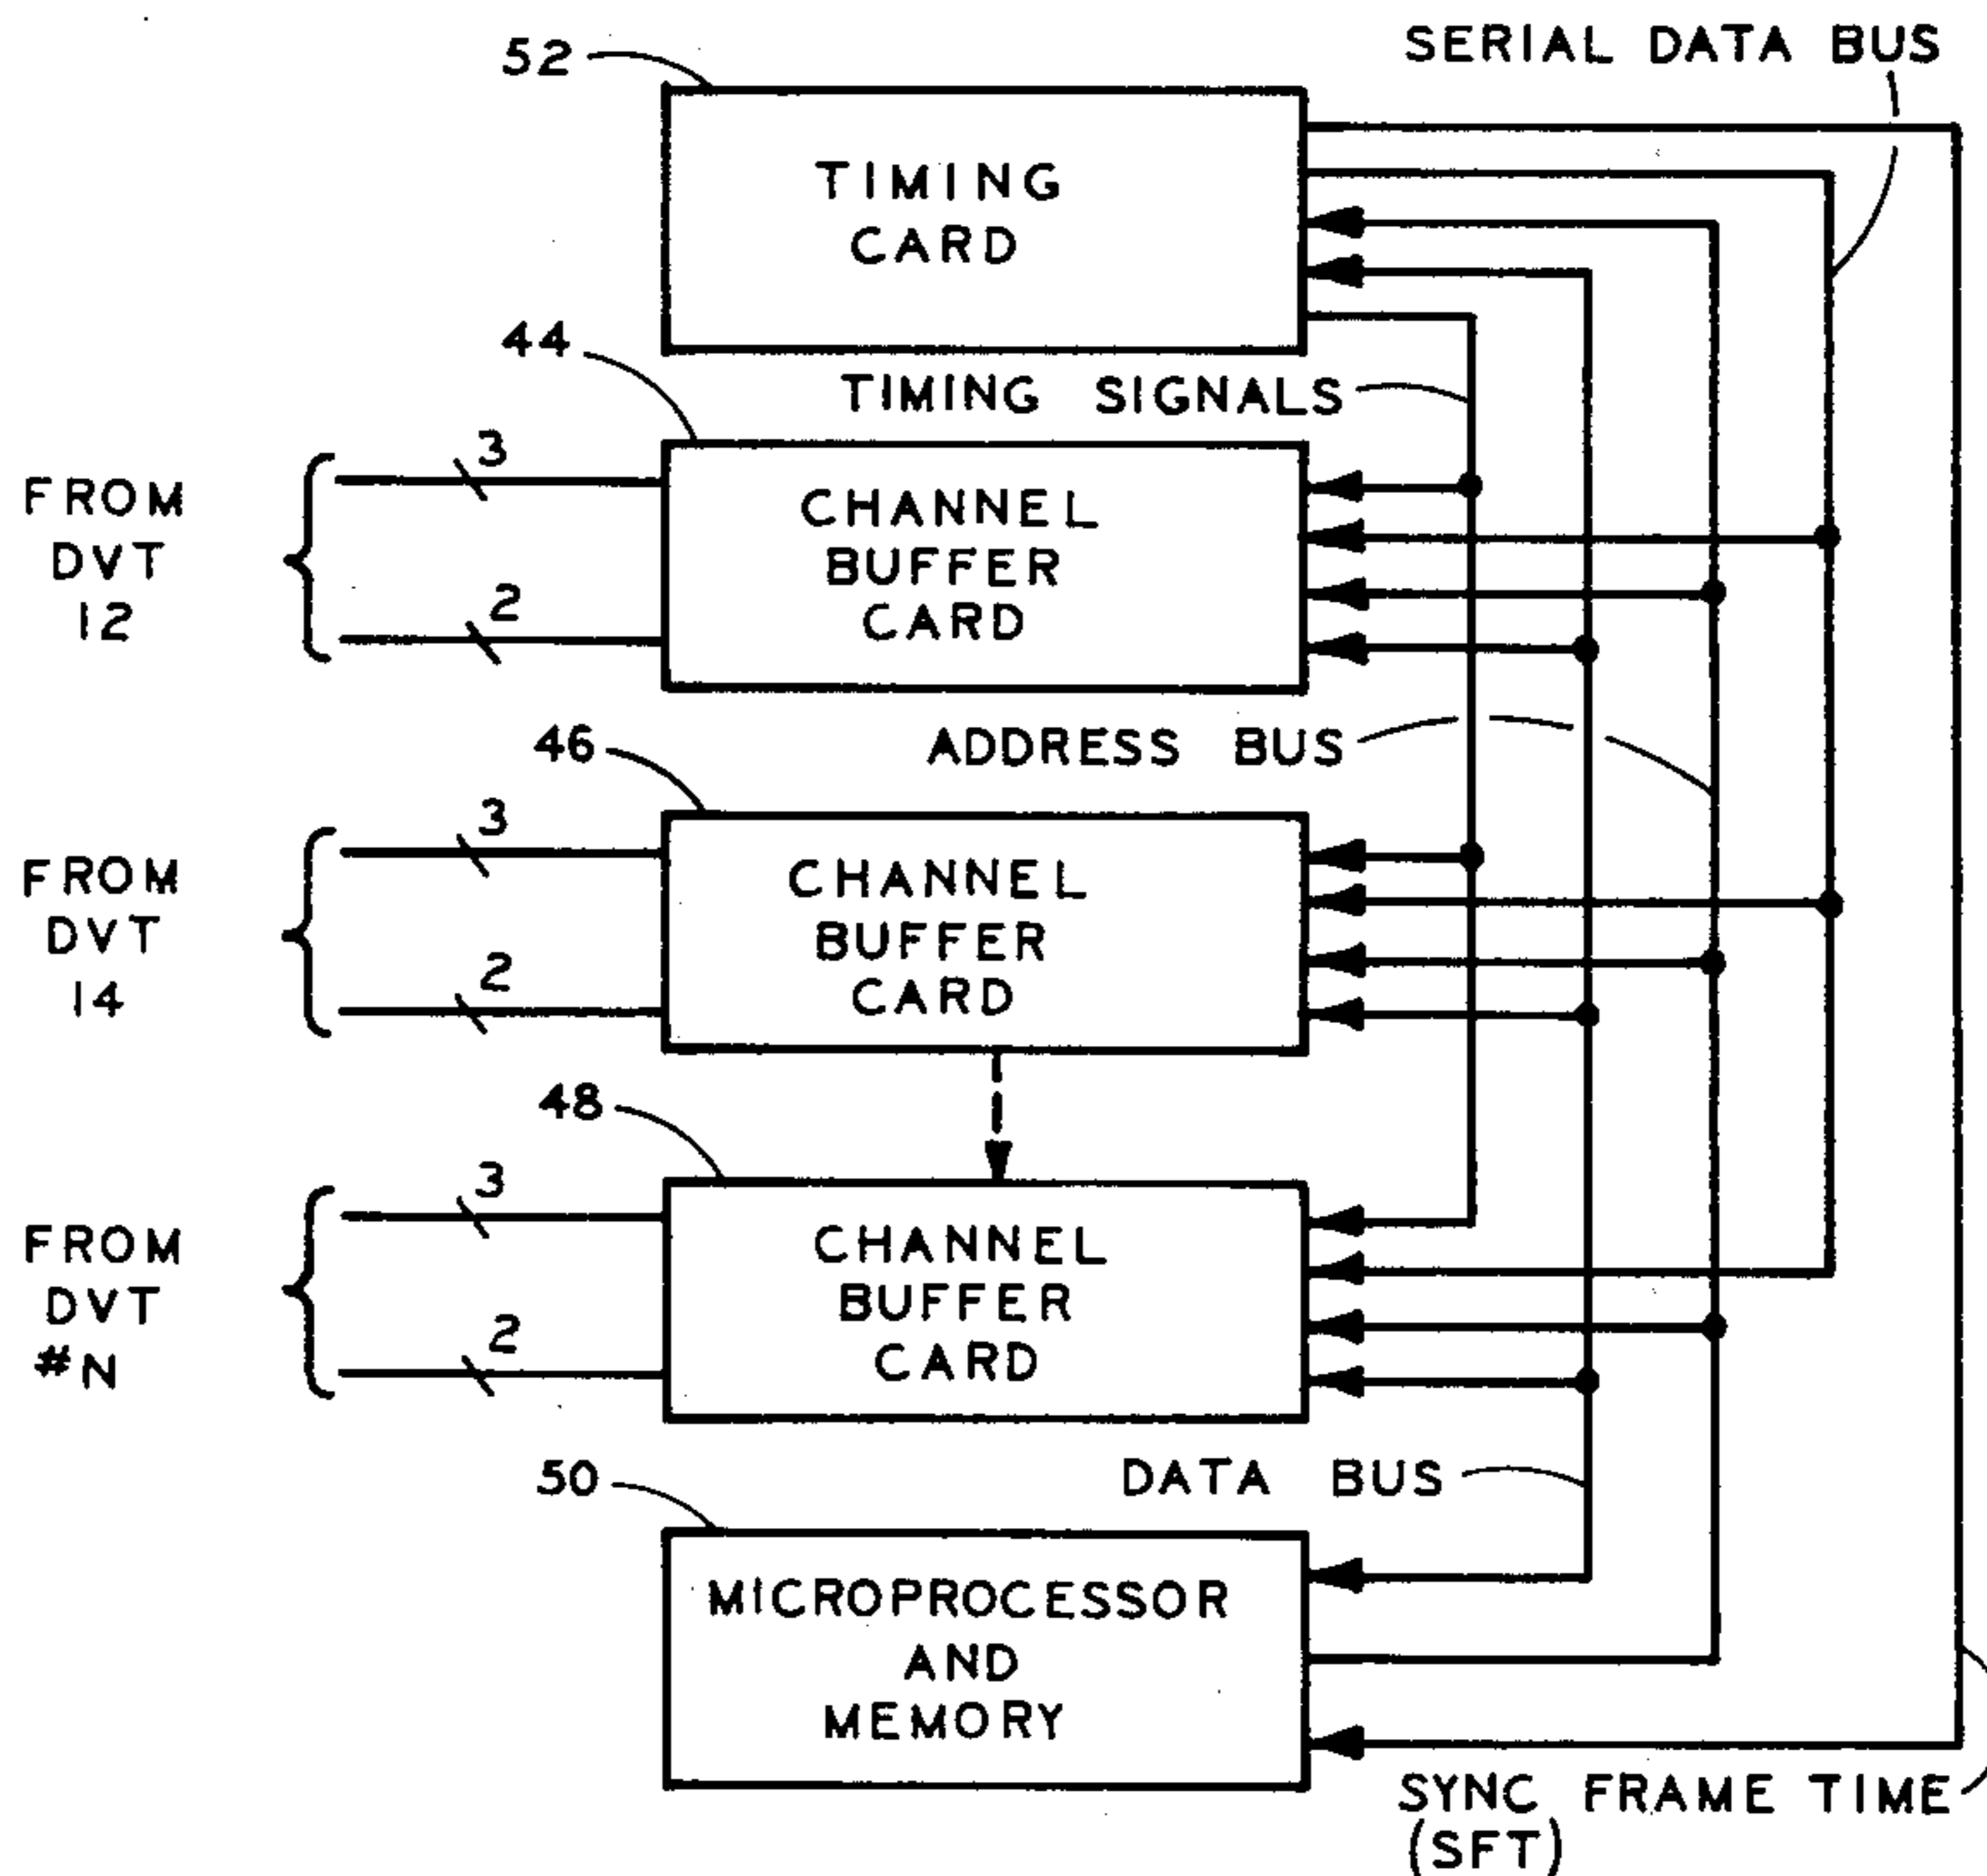 SERIAL DATA BUS
52
TIMING
CARD
44
TIMING SIGNALS
FROM
DVT
12
3
2
CHANNEL
BUFFER
CARD
46
ADDRESS BUS
FROM
DVT
14
3
2
CHANNEL
BUFFER
CARD
48
FROM
DVT
#N
3
2
CHANNEL
BUFFER
CARD
50
DATA BUS
MICROPROCESSOR
AND
MEMORY
SYNC FRAME TIME
(SFT)